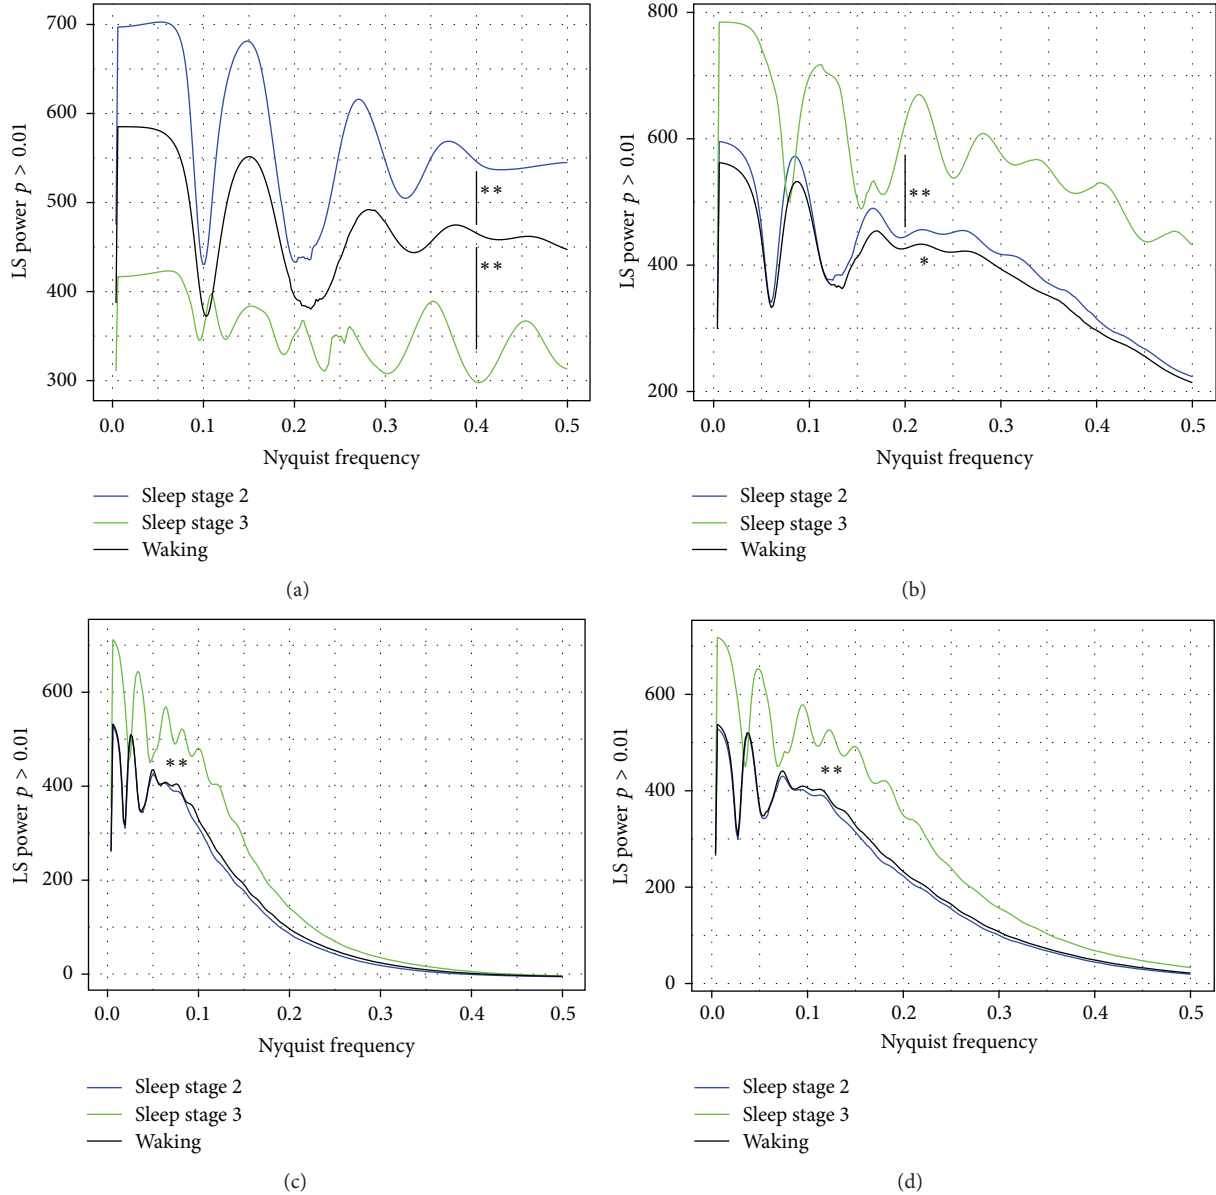 700
600
500
400
300
LS power p > 0.01
**
**
0.0 0.1 0.2 0.3 0.4 0.5
Nyquist frequency
Sleep stage 2
Sleep stage 3
Waking
(a)
800
600
400
200
LS power p > 0.01
**
*
0.0 0.1 0.2 0.3 0.4 0.5
Nyquist frequency
Sleep stage 2
Sleep stage 3
Waking
(b)
600
400
200
0
LS power p > 0.01
**
0.0 0.1 0.2 0.3 0.4 0.5
Nyquist frequency
Sleep stage 2
Sleep stage 3
Waking
(c)
600
400
200
0
LS power p > 0.01
**
0.0 0.1 0.2 0.3 0.4 0.5
Nyquist frequency
Sleep stage 2
Sleep stage 3
Waking
(d)